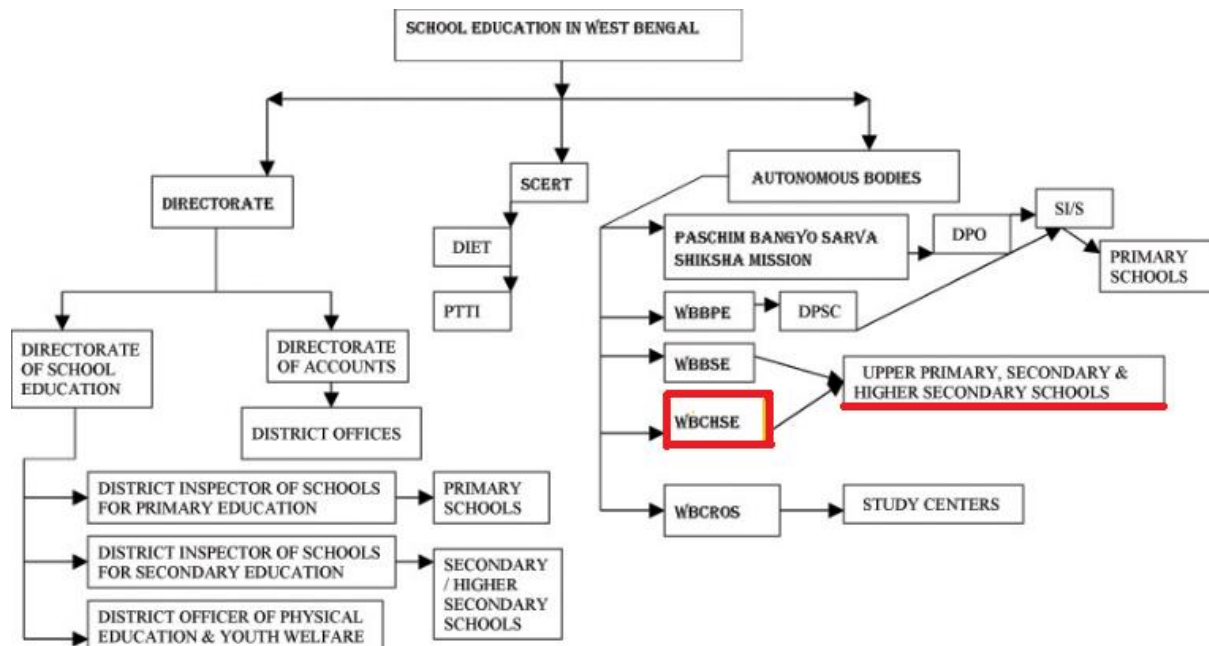 SCHOOL EDUCATION IN WEST BENGAL
DIRECTORATE
SCERT
AUTONOMOUS BODIES
DIET
PTTI
PASCHIM BANGYO SARVA
SHIKSHA MISSION
DPO
SI/S
PRIMARY
SCHOOLS
WBBPE
DPSC
WBBSE
UPPER PRIMARY, SECONDARY &
HIGHER SECONDARY SCHOOLS
WBCHSE
WBCROS
STUDY CENTERS
DIRECTORATE
OF SCHOOL
EDUCATION
DIRECTORATE
OF ACCOUNTS
DISTRICT OFFICES
DISTRICT INSPECTOR OF SCHOOLS
FOR PRIMARY EDUCATION
PRIMARY
SCHOOLS
DISTRICT INSPECTOR OF SCHOOLS
FOR SECONDARY EDUCATION
SECONDARY
/ HIGHER
SECONDARY
SCHOOLS
DISTRICT OFFICER OF PHYSICAL
EDUCATION & YOUTH WELFARE